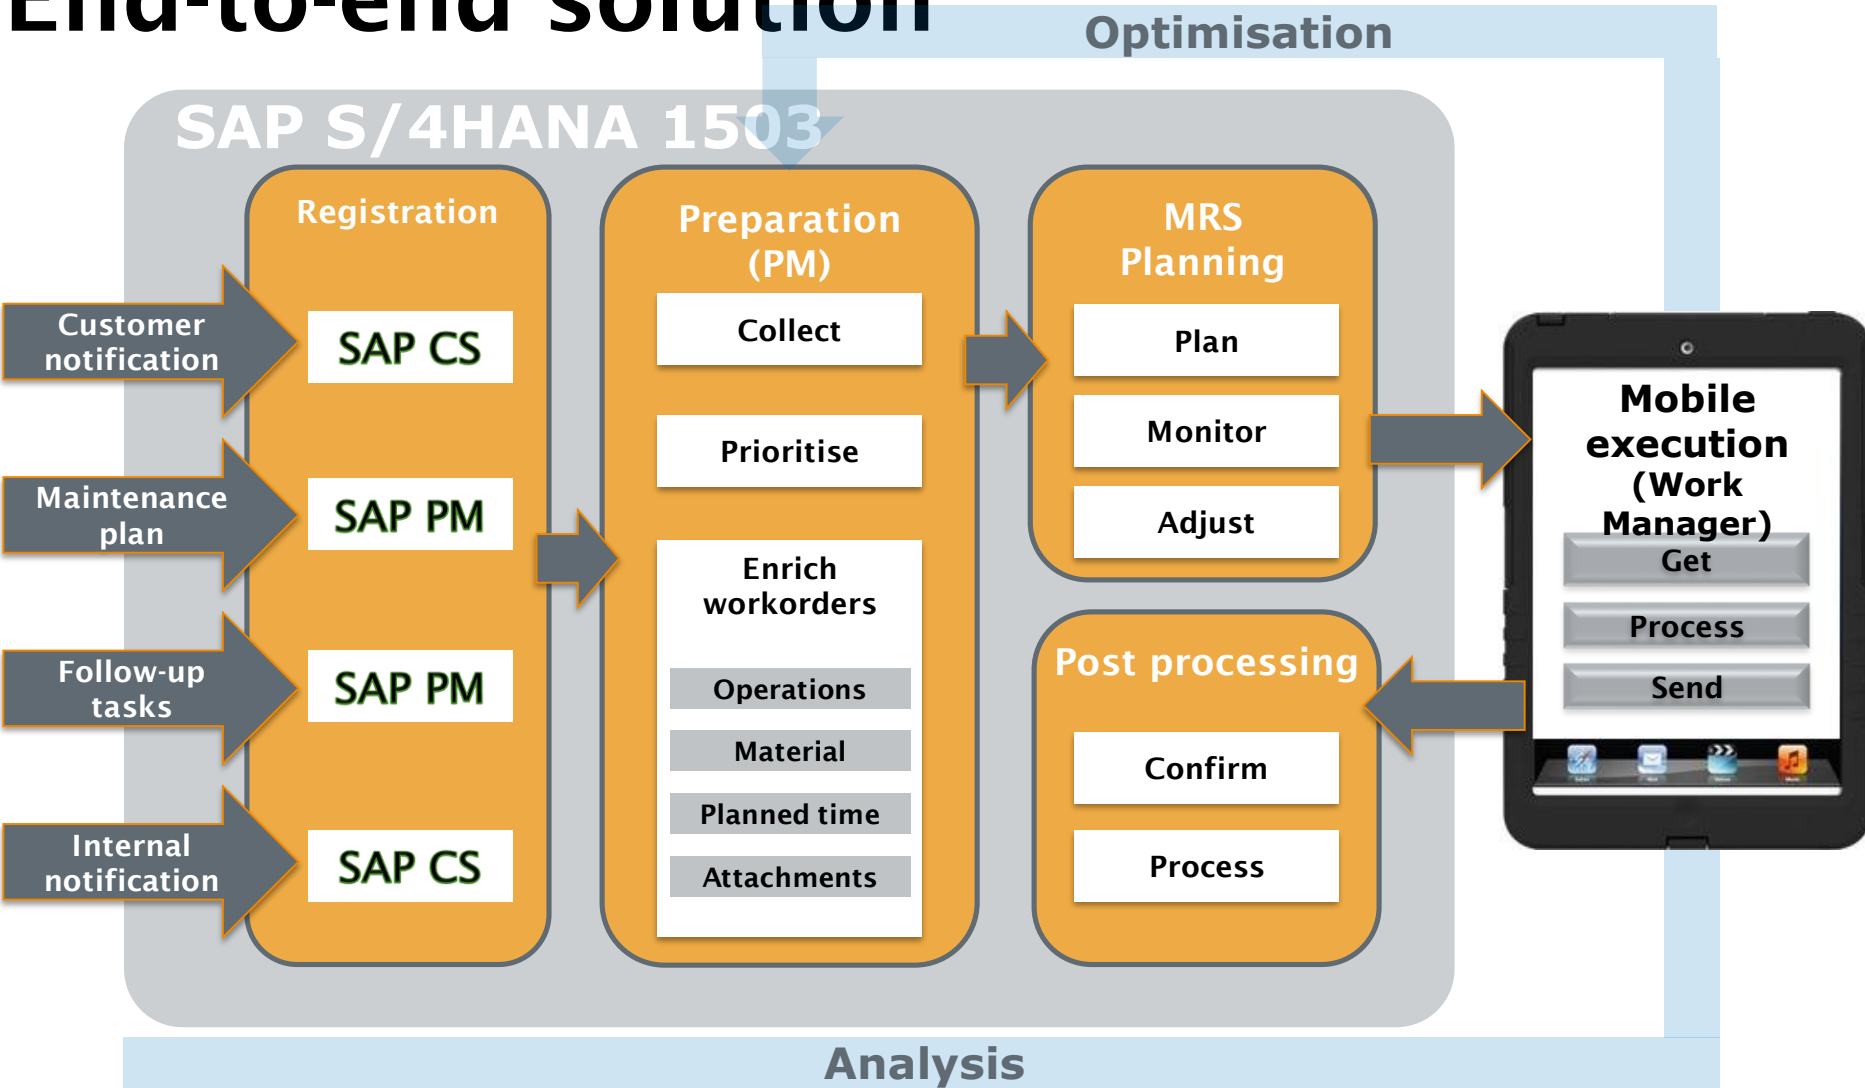 End-to-end solution
Optimisation
SAP S/4HANA 1503
Registration
Customer
notification
SAP CS
Maintenance
plan
SAP PM
Follow-up
tasks
SAP PM
Internal
notification
SAP CS
Preparation
(PM)
Collect
Prioritise
Enrich
workorders
Operations
Material
Planned time
Attachments
MRS
Planning
Plan
Monitor
Adjust
Post processing
Confirm
Process
Mobile
execution
(Work
Manager)
Get
Process
Send
Analysis